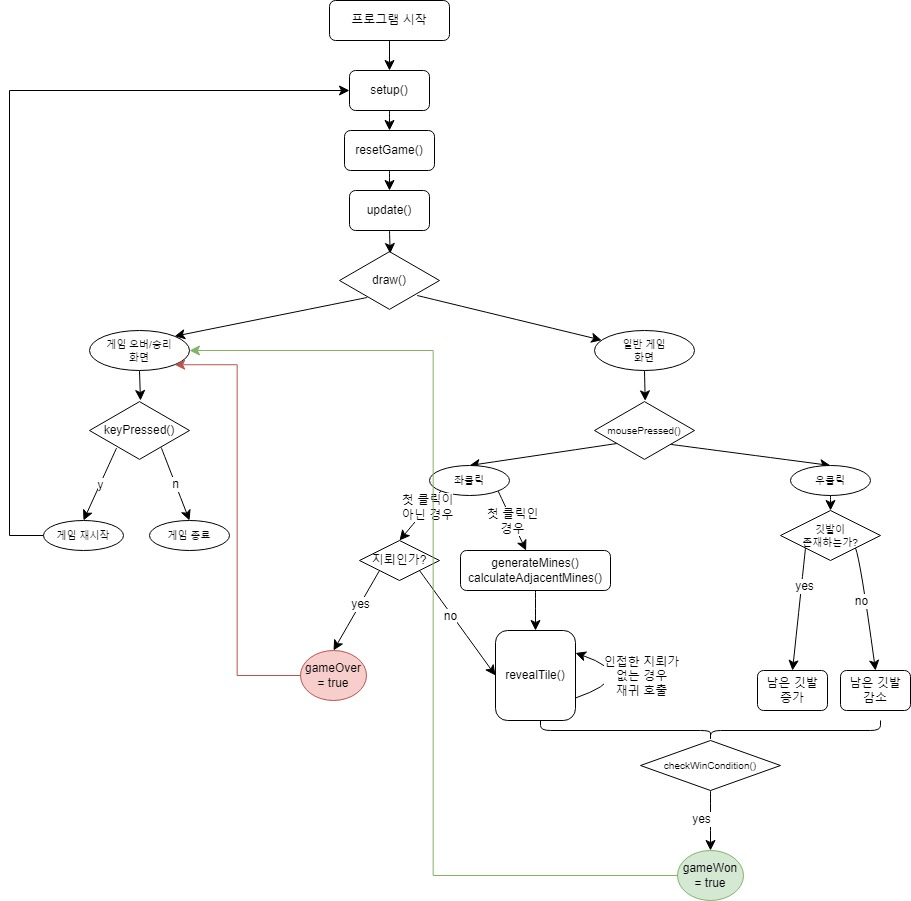 프로그램 시작
setup()
resetGame()
update()
draw()
게임 오버/승리
화면
일반 게임
화면
keyPressed()
mousePressed()
y
n
게임 재시작
게임 종료
좌클릭
우클릭
첫 클릭이
아닌 경우
첫 클릭인
경우
지뢰인가?
generateMines()
calculateAdjacentMines()
깃발이
존재하는가?
yes
no
yes
no
gameOver
= true
revealTile()
인접한 지뢰가
없는 경우
재귀 호출
남은 깃발
증가
남은 깃발
감소
checkWinCondition()
yes
gameWon
= true